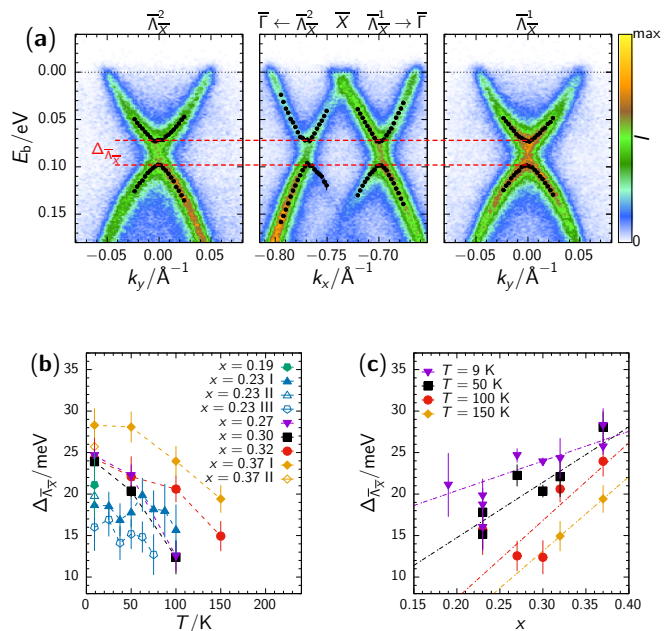 (a)
Λ̅²_X̅
Γ̅ ← Λ̅²_X̅ X̅ Λ̅¹_X̅ → Γ̅
Λ̅¹_X̅
E_b/eV
0.00
0.05
0.10
0.15
Δ_Λ̅_X̅
−0.05 0.00 0.05
k_y/Å⁻¹
−0.80 −0.75 −0.70
k_x/Å⁻¹
−0.05 0.00 0.05
k_y/Å⁻¹
max
I
0
(b)
Δ_Λ̅_X̅/meV
35
30
25
20
15
10
0 50 100 150 200
T/K
x = 0.19
x = 0.23 I
x = 0.23 II
x = 0.23 III
x = 0.27
x = 0.30
x = 0.32
x = 0.37 I
x = 0.37 II
(c)
Δ_Λ̅_X̅/meV
35
30
25
20
15
10
0.15 0.20 0.25 0.30 0.35 0.40
x
T = 9 K
T = 50 K
T = 100 K
T = 150 K